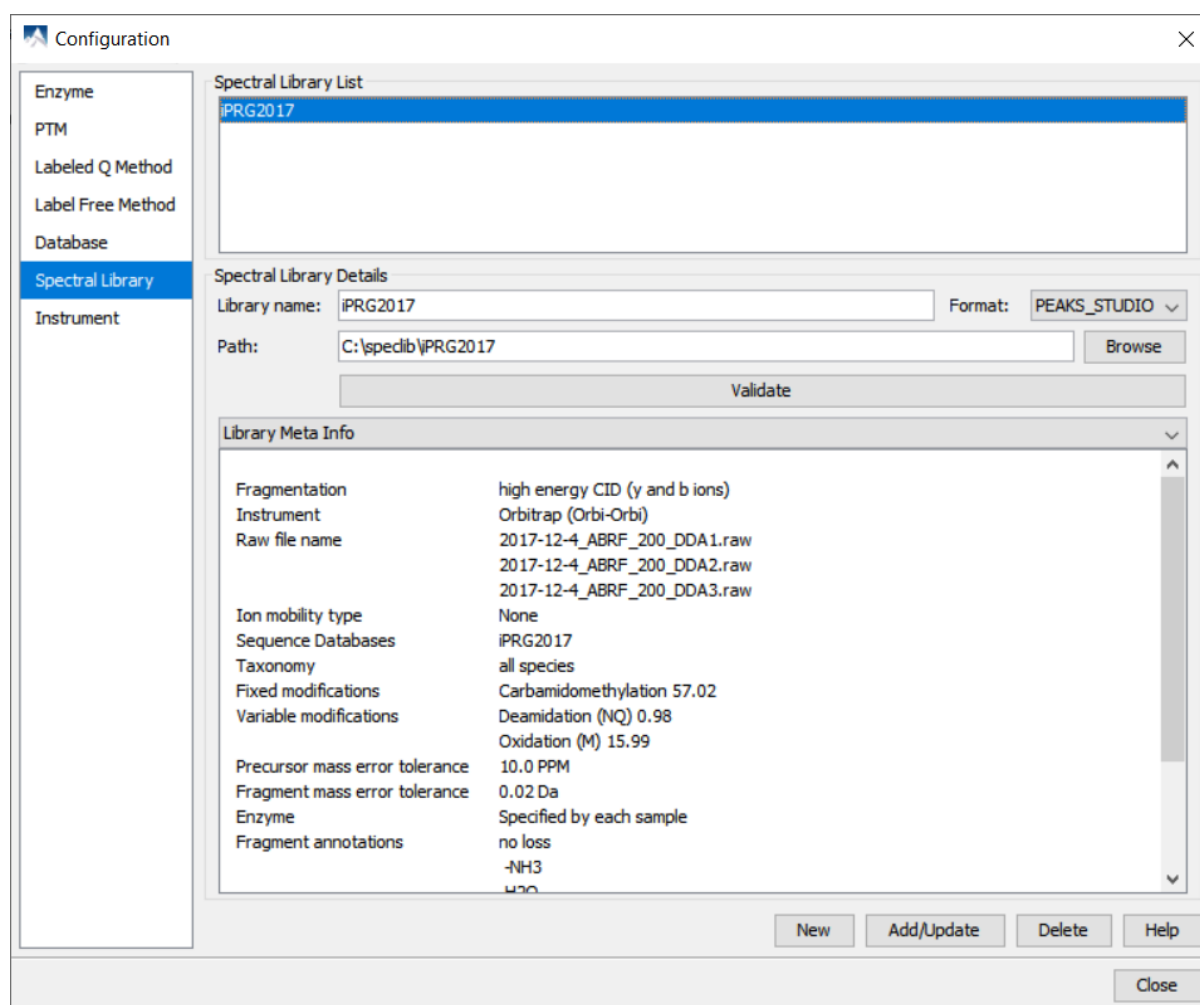 Configuration
Enzyme
PTM
Labeled Q Method
Label Free Method
Database
Spectral Library
Instrument
Spectral Library List
iPRG2017
Spectral Library Details
Library name: iPRG2017 Format: PEAKS_STUDIO
Path: C:\speclib\iPRG2017 Browse
Validate
Library Meta Info
Fragmentation high energy CID (y and b ions)
Instrument Orbitrap (Orbi-Orbi)
Raw file name 2017-12-4_ABRF_200_DDA1.raw
2017-12-4_ABRF_200_DDA2.raw
2017-12-4_ABRF_200_DDA3.raw
Ion mobility type None
Sequence Databases iPRG2017
Taxonomy all species
Fixed modifications Carbamidomethylation 57.02
Variable modifications Deamidation (NQ) 0.98
Oxidation (M) 15.99
Precursor mass error tolerance 10.0 PPM
Fragment mass error tolerance 0.02 Da
Enzyme Specified by each sample
Fragment annotations no loss
-NH3
-H2O
New Add/Update Delete Help
Close